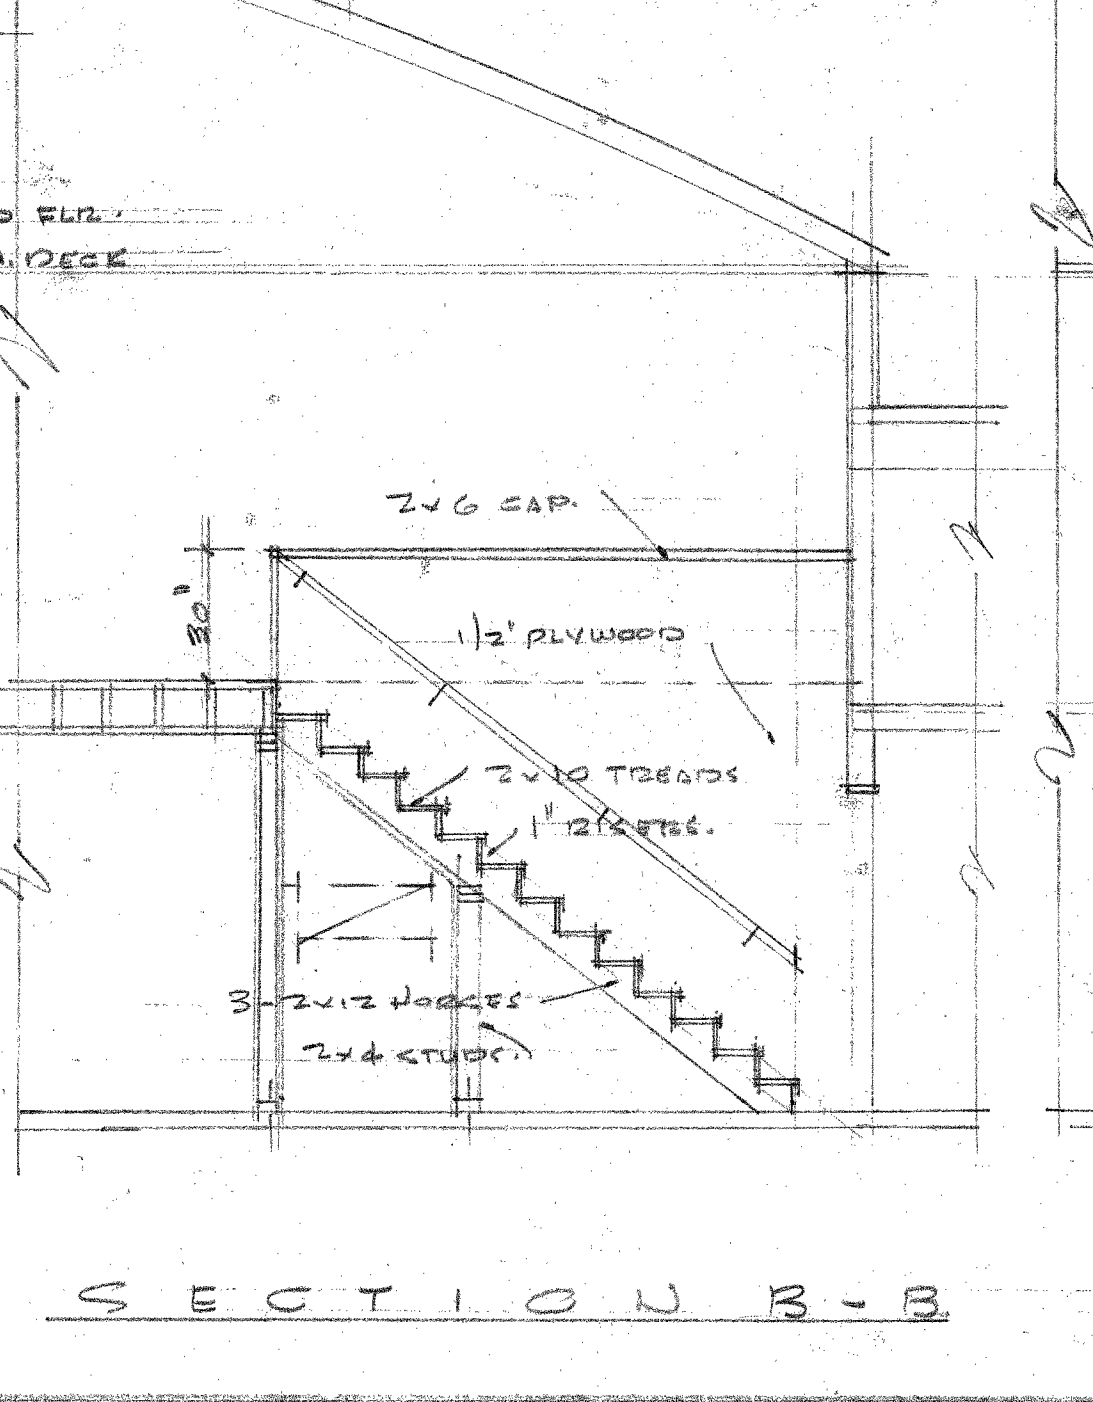 FLR.
DECK
2x6 CAP.
30"
1/2" PLYWOOD
2x10 TREADS
1" RISERS.
3-2x12 HORSES
2x4 STUDS.
SECTION B-B